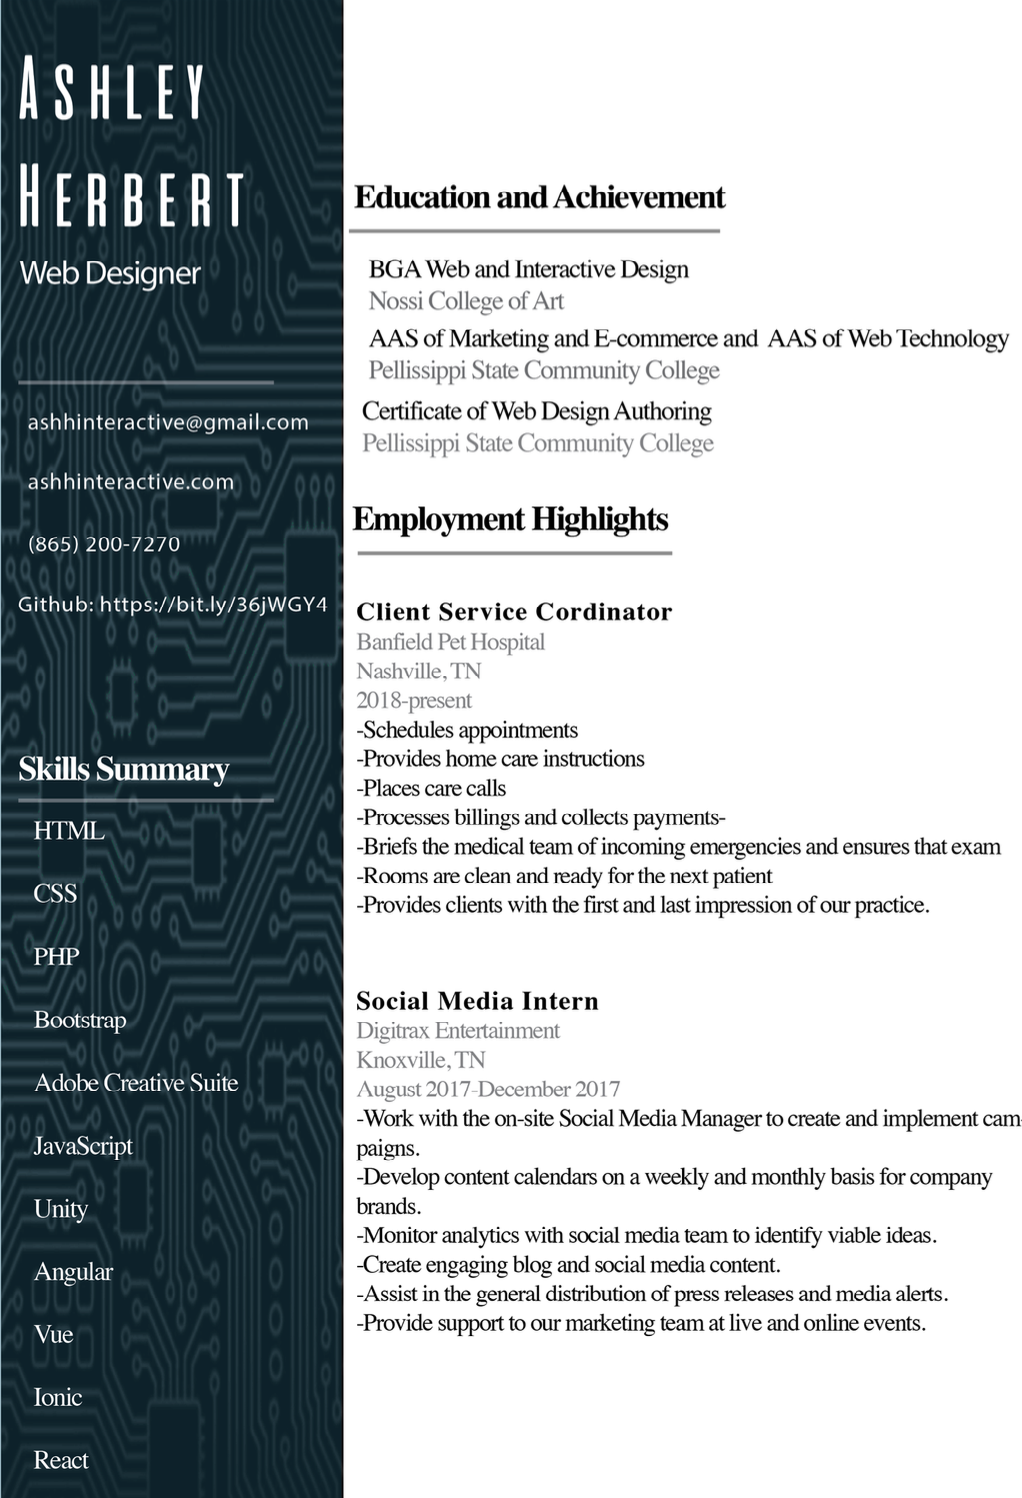 ASHLEY
HERBERT
Web Designer
ashhinteractive@gmail.com
ashhinteractive.com
(865) 200-7270
Github: https://bit.ly/36jWGY4
Skills Summary
HTML
CSS
PHP
Bootstrap
Adobe Creative Suite
JavaScript
Unity
Angular
Vue
Ionic
React
Education and Achievement
BGA Web and Interactive Design
Nossi College of Art
AAS of Marketing and E-commerce and  AAS of Web Technology
Pellissippi State Community College
Certificate of Web Design Authoring
Pellissippi State Community College
Employment Highlights
Client Service Cordinator
Banfield Pet Hospital
Nashville, TN
2018-present
-Schedules appointments
-Provides home care instructions
-Places care calls
-Processes billings and collects payments-
-Briefs the medical team of incoming emergencies and ensures that exam
-Rooms are clean and ready for the next patient
-Provides clients with the first and last impression of our practice.
Social Media Intern
Digitrax Entertainment
Knoxville, TN
August 2017-December 2017
-Work with the on-site Social Media Manager to create and implement cam-
paigns.
-Develop content calendars on a weekly and monthly basis for company
brands.
-Monitor analytics with social media team to identify viable ideas.
-Create engaging blog and social media content.
-Assist in the general distribution of press releases and media alerts.
-Provide support to our marketing team at live and online events.